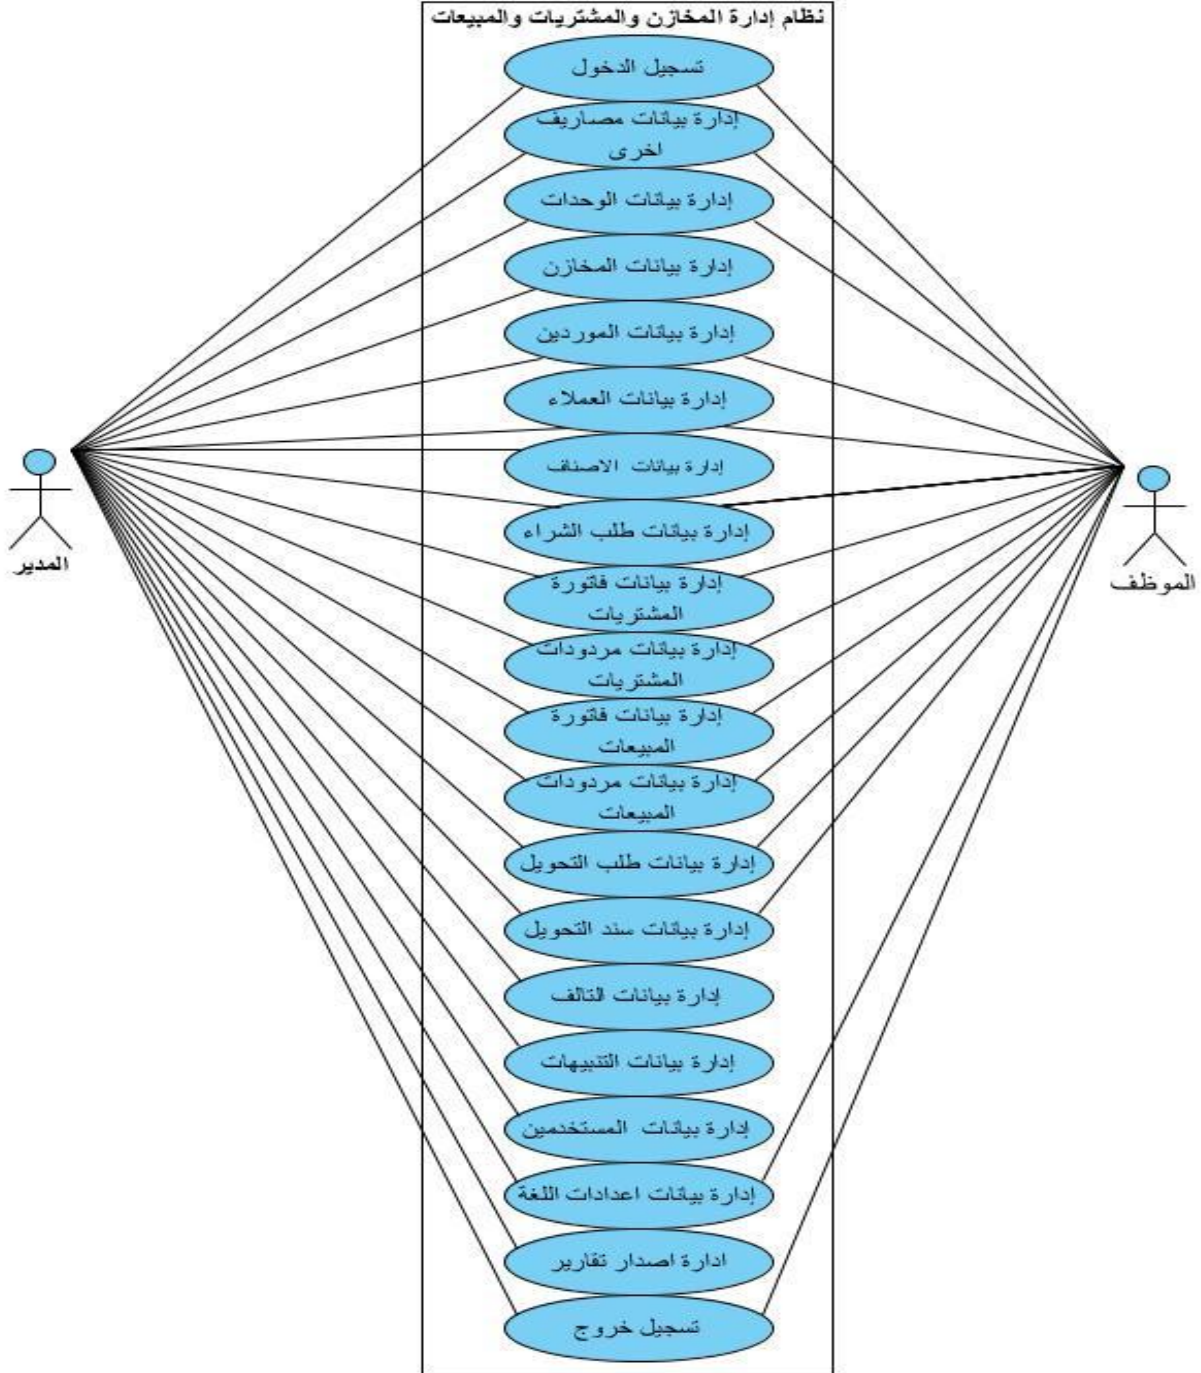 نظام إدارة المخازن والمشتريات والمبيعات
تسجيل الدخول
إدارة بيانات مصاريف
اخرى
إدارة بيانات الوحدات
إدارة بيانات المخازن
إدارة بيانات الموردين
إدارة بيانات العملاء
إدارة بيانات الاصناف
إدارة بيانات طلب الشراء
إدارة بيانات فاتورة
المشتريات
إدارة بيانات مردودات
المشتريات
إدارة بيانات فاتورة
المبيعات
إدارة بيانات مردودات
المبيعات
إدارة بيانات طلب التحويل
إدارة بيانات سند التحويل
إدارة بيانات التالف
إدارة بيانات التنبيهات
إدارة بيانات المستخدمين
إدارة بيانات اعدادات اللغة
ادارة اصدار تقارير
تسجيل خروج
المدير
الموظف